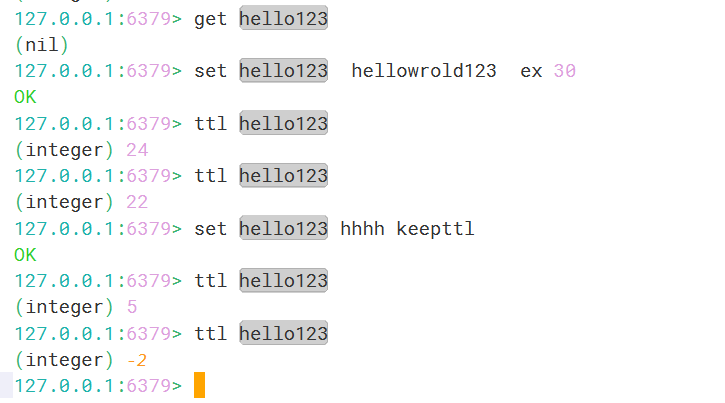 127.0.0.1:6379> get hello123
(nil)
127.0.0.1:6379> set hello123  hellowrold123  ex 30
OK
127.0.0.1:6379> ttl hello123
(integer) 24
127.0.0.1:6379> ttl hello123
(integer) 22
127.0.0.1:6379> set hello123 hhhh keepttl
OK
127.0.0.1:6379> ttl hello123
(integer) 5
127.0.0.1:6379> ttl hello123
(integer) -2
127.0.0.1:6379>